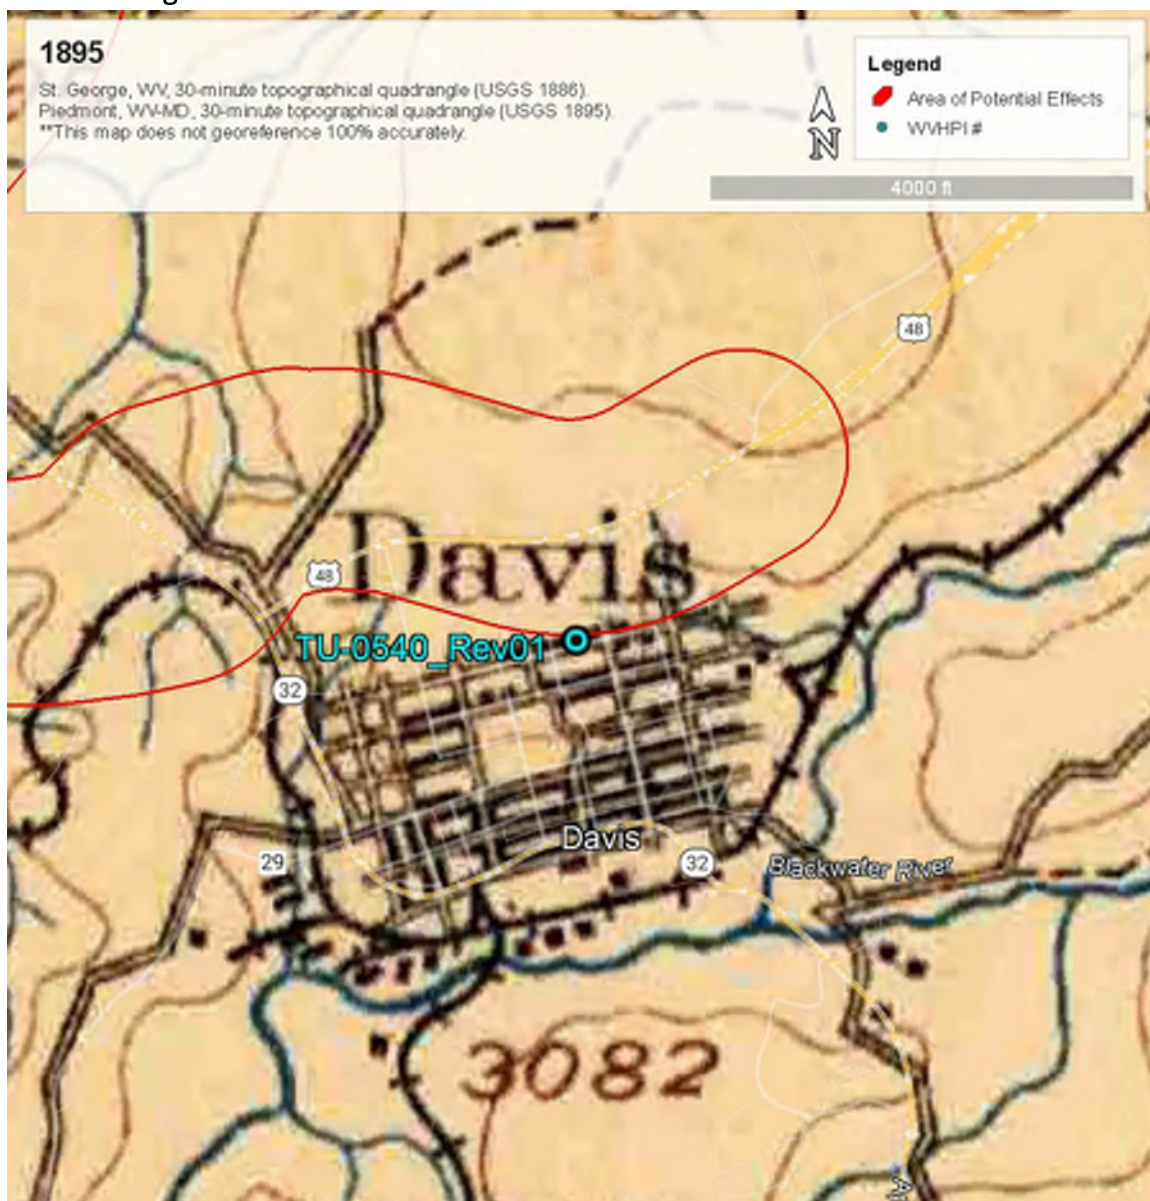 1895
St. George, WV, 30-minute topographical quadrangle (USGS 1886).
Piedmont, WV-MD, 30-minute topographical quadrangle (USGS 1895).
**This map does not georeference 100% accurately.
N
Legend
Area of Potential Effects
WVHPI #
4000 ft
48
Davis
48
TU-0540_Rev01
32
Davis
29
32
Blackwater River
3082